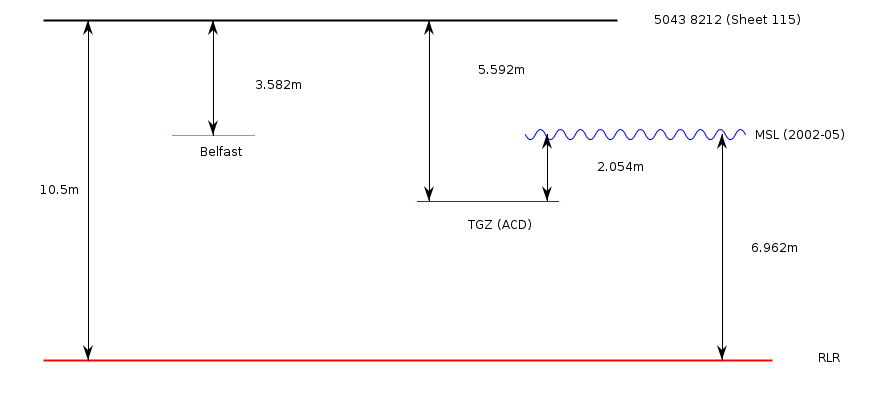 5043 8212 (Sheet 115)
5.592m
3.582m
MSL (2002-05)
Belfast
2.054m
10.5m
TGZ (ACD)
6.962m
RLR